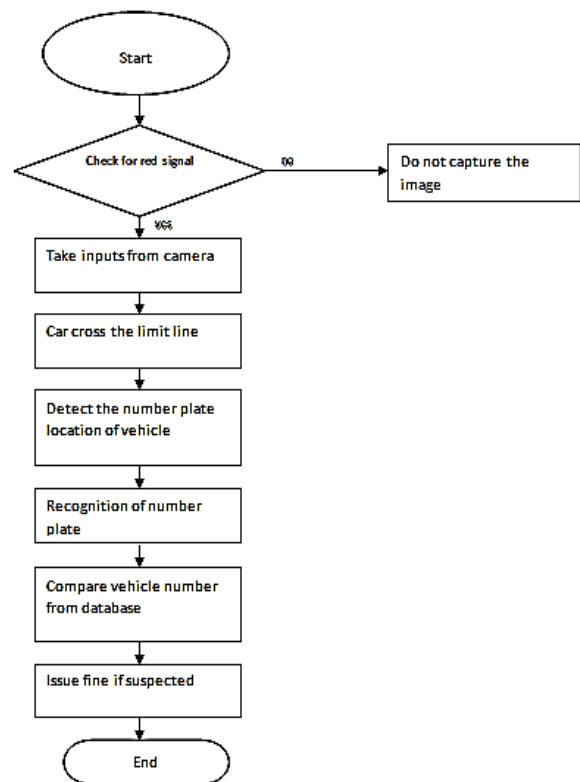 Start
Check for red signal
no
Do not capture the
image
yes
Take inputs from camera
Car cross the limit line
Detect the number plate
location of vehicle
Recognition of number
plate
Compare vehicle number
from database
Issue fine if suspected
End